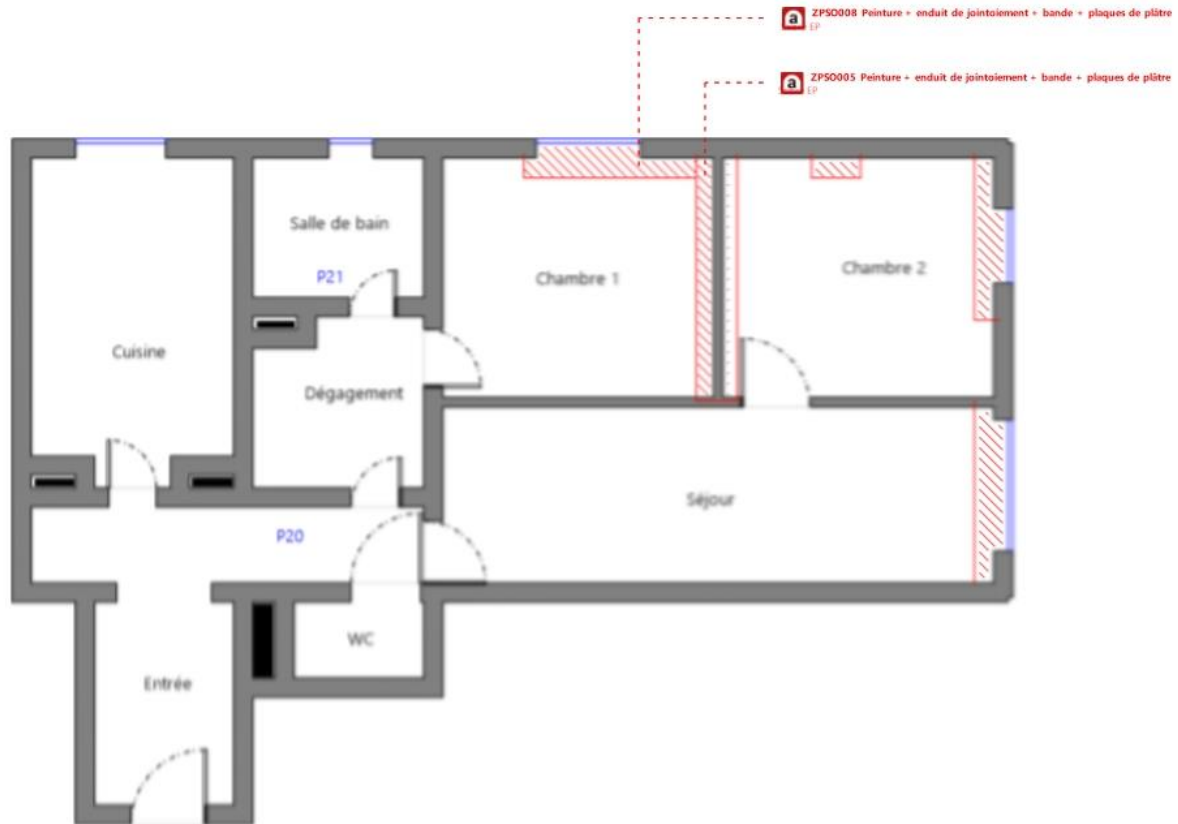 a ZPSO008 Peinture + enduit de jointoiement + bande + plaques de plâtre
EP
a ZPSO005 Peinture + enduit de jointoiement + bande + plaques de plâtre
EP
Salle de bain
P21
Chambre 1
Chambre 2
Cuisine
Dégagement
Séjour
P20
WC
Entrée